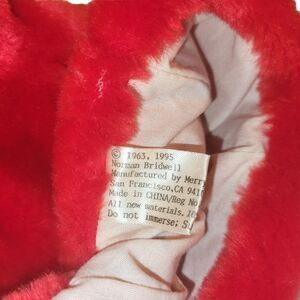 © 1963, 1995
Norman Bridwell
Manufactured by Merry
San Francisco, CA 941
Made in CHINA/Reg No
All new materials.
Do not immerse; S